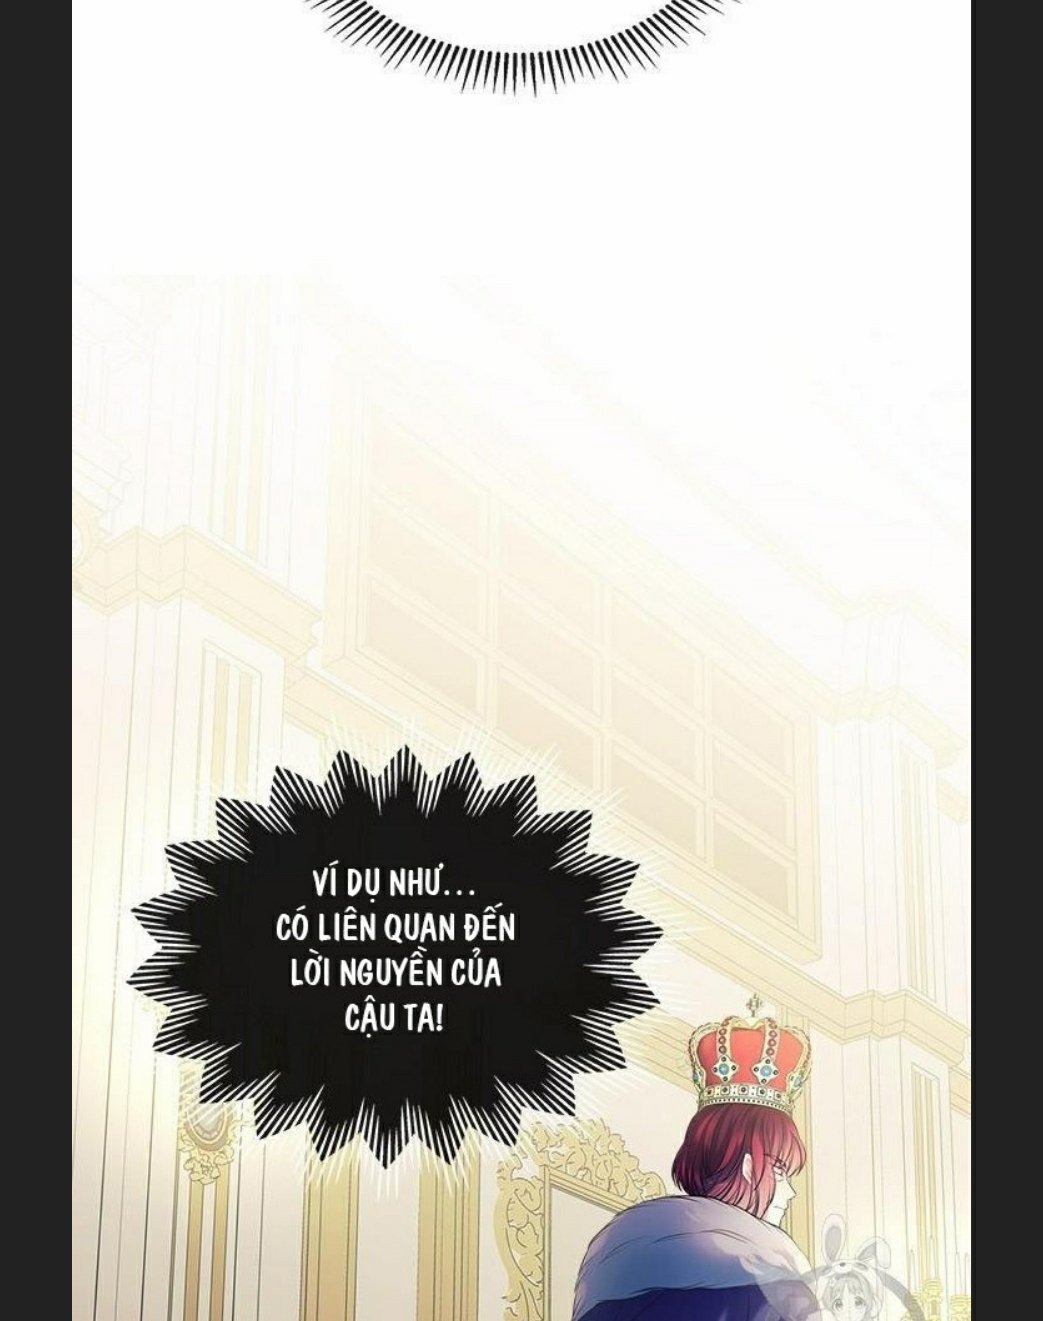 VÍ DỤ NHƯ...
CÓ LIÊN QUAN ĐẾN
LỜI NGUYỀN CỦA
CẬU TA!